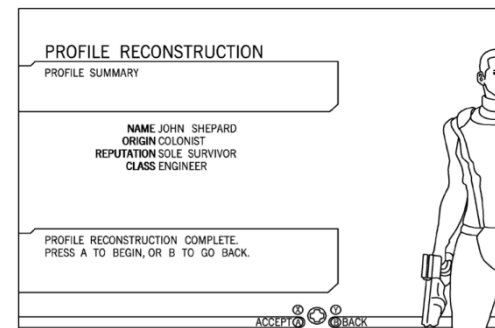 PROFILE RECONSTRUCTION
PROFILE SUMMARY
NAME JOHN SHEPARD
ORIGIN COLONIST
REPUTATION SOLE SURVIVOR
CLASS ENGINEER
PROFILE RECONSTRUCTION COMPLETE.
PRESS A TO BEGIN, OR B TO GO BACK.
X Y
ACCEPT A B BACK